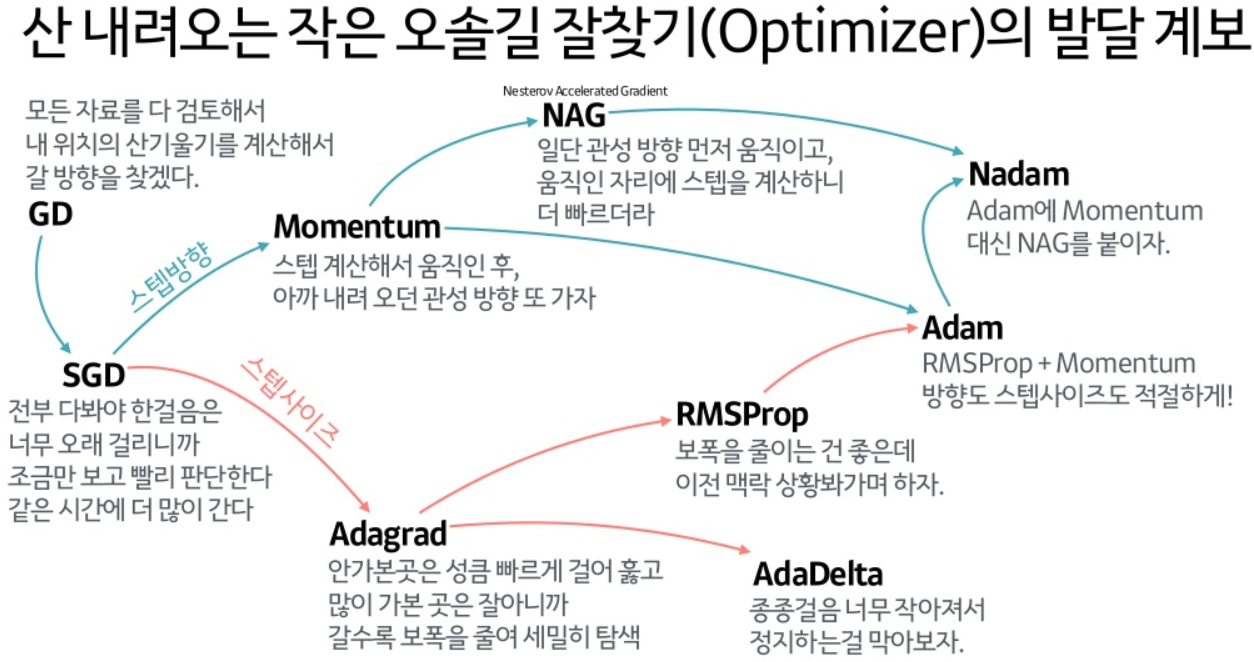 산 내려오는 작은 오솔길 잘찾기(Optimizer)의 발달 계보
모든 자료를 다 검토해서
내 위치의 산기울기를 계산해서
갈 방향을 찾겠다.
GD
스텝방향
SGD
전부 다봐야 한걸음은
너무 오래 걸리니까
조금만 보고 빨리 판단한다
같은 시간에 더 많이 간다
Momentum
스텝 계산해서 움직인 후,
아까 내려 오던 관성 방향 또 가자
Nesterov Accelerated Gradient
NAG
일단 관성 방향 먼저 움직이고,
움직인 자리에 스텝을 계산하니
더 빠르더라
Nadam
Adam에 Momentum
대신 NAG를 붙이자.
Adam
RMSProp + Momentum
방향도 스텝사이즈도 적절하게!
스텝사이즈
RMSProp
보폭을 줄이는 건 좋은데
이전 맥락 상황봐가며 하자.
Adagrad
안가본곳은 성큼 빠르게 걸어 훓고
많이 가본 곳은 잘아니까
갈수록 보폭을 줄여 세밀히 탐색
AdaDelta
종종걸음 너무 작아져서
정지하는걸 막아보자.